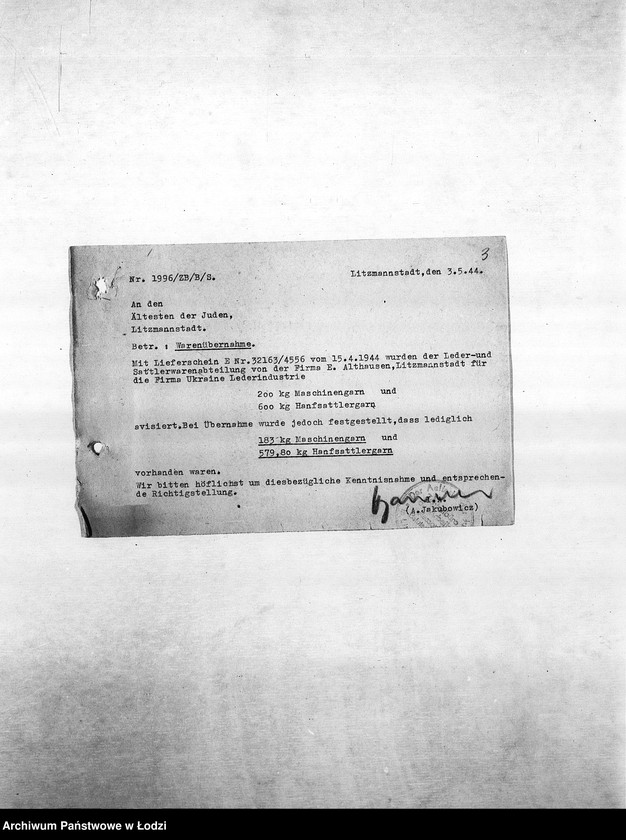 3
Nr. 1996/ZB/B/S.
Litzmannstadt,den 3.5.44.
An den
Ältesten der Juden,
Litzmannstadt.
Betr. : Warenübernahme.
Mit Lieferschein E Nr.32163/4556 vom 15.4.1944 wurden der Leder-und
Sattlerwarenabteilung von der Firma E. Althausen,Litzmannstadt für
die Firma Ukraine Lederindustrie
200 kg Maschinengarn und
600 kg Hanfsattlergarn
avisiert.Bei Übernahme wurde jedoch festgestellt,dass lediglich
183 kg Maschinengarn und
579,80 kg Hanfsattlergarn
vorhanden waren.
Wir bitten höflichst um diesbezügliche Kenntnisnahme und entsprechen-
de Richtigstellung.
(A.Jakubowicz)
Archiwum Państwowe w Łodzi